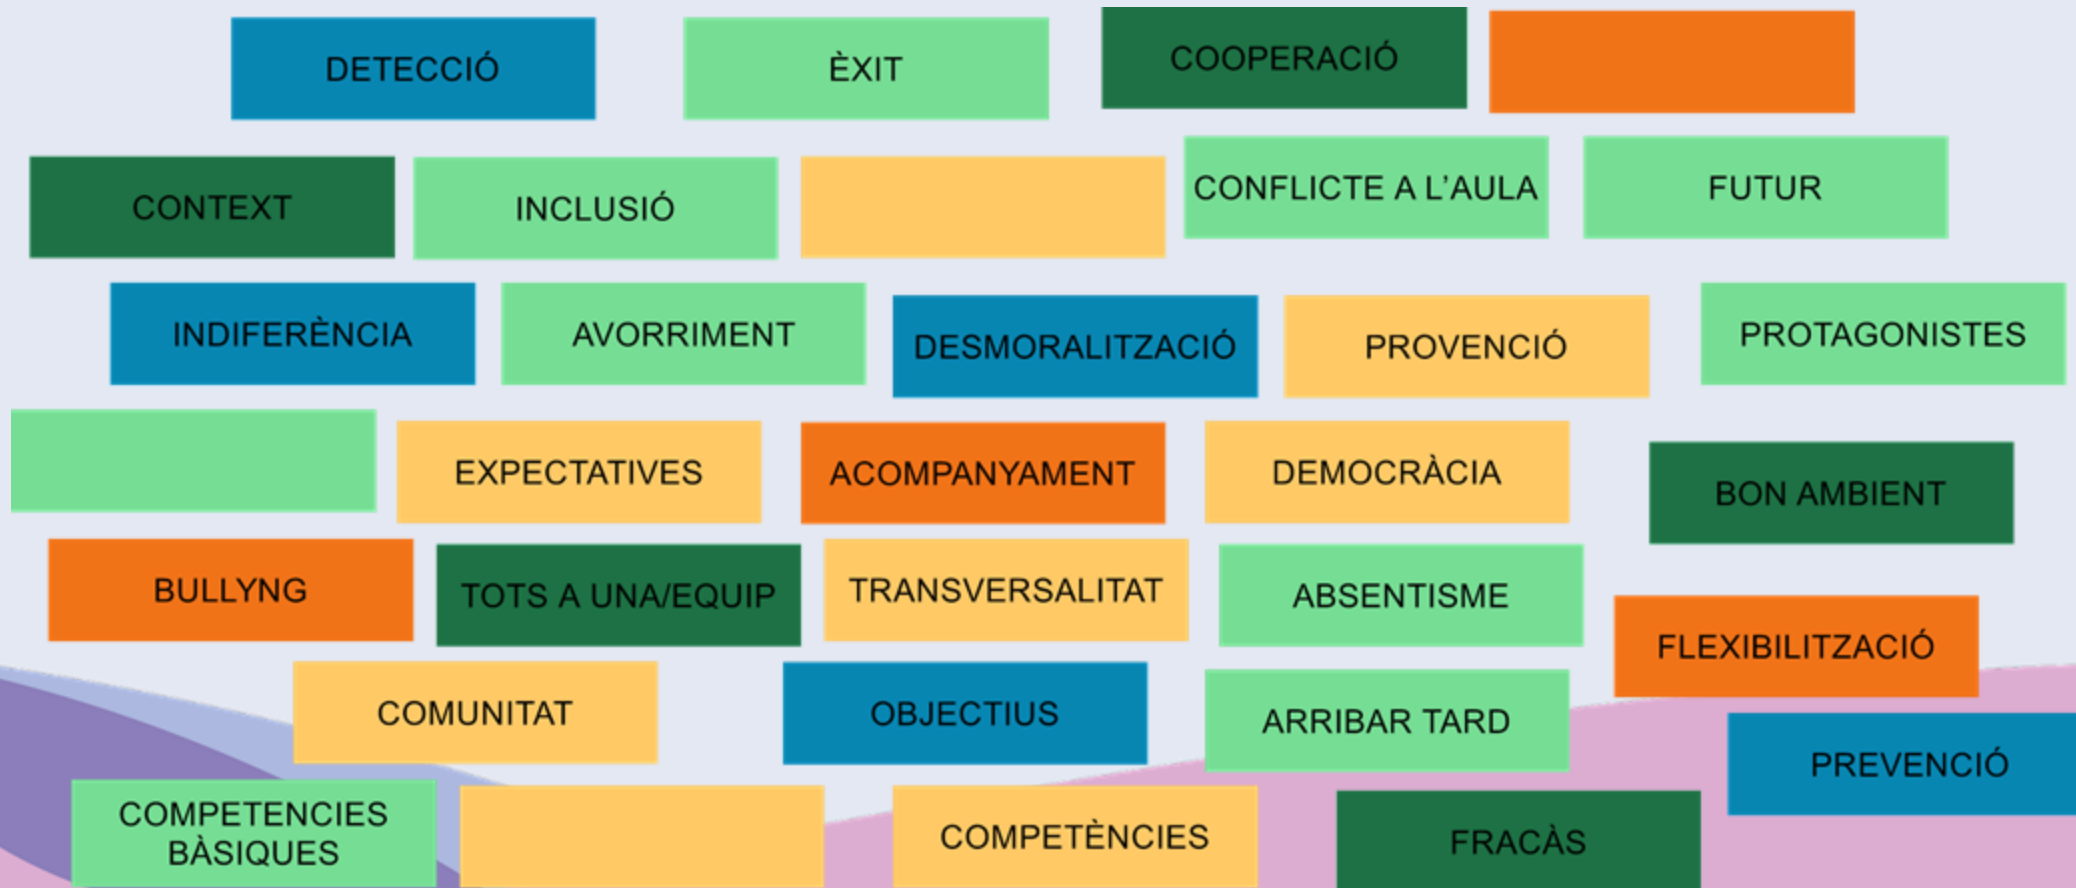 DETECCIÓ
ÈXIT
COOPERACIÓ
CONTEXT
INCLUSIÓ
CONFLICTE A L'AULA
FUTUR
INDIFERÈNCIA
AVORRIMENT
DESMORALITZACIÓ
PROVENCIÓ
PROTAGONISTES
EXPECTATIVES
ACOMPANYAMENT
DEMOCRÀCIA
BON AMBIENT
BULLYNG
TOTS A UNA/EQUIP
TRANSVERSALITAT
ABSENTISME
FLEXIBILITZACIÓ
COMUNITAT
OBJECTIUS
ARRIBAR TARD
PREVENCIÓ
COMPETENCIES
BÀSIQUES
COMPETÈNCIES
FRACÀS